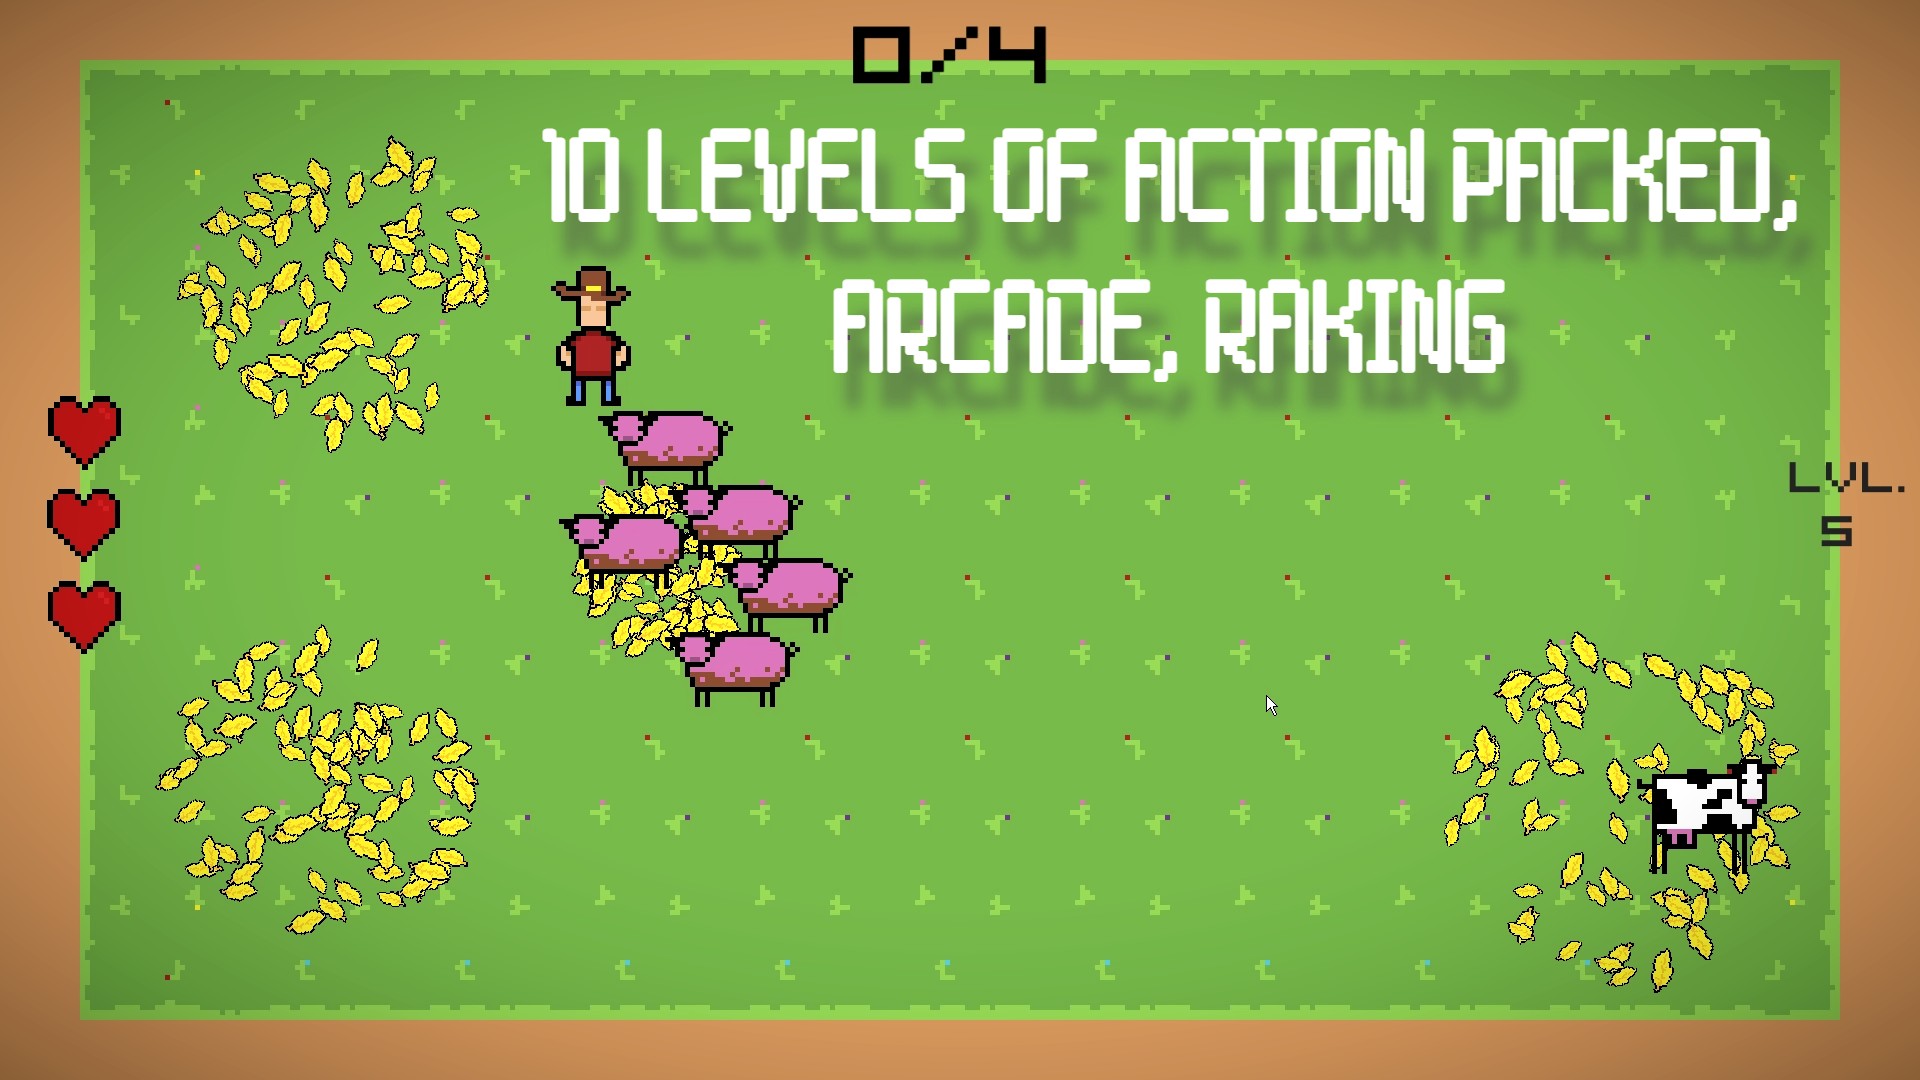 0/4
10 LEVELS OF ACTION PACKED,
ARCADE, RAKING
LVL.
5